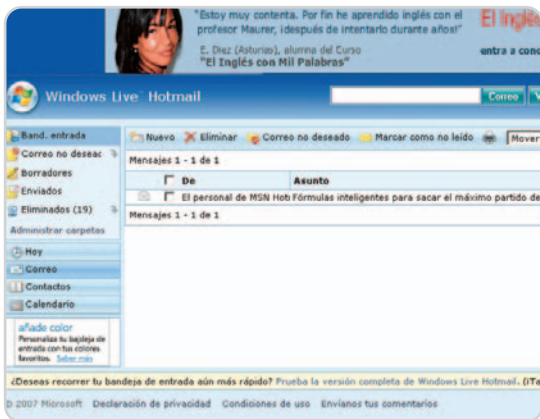 "Estoy muy contenta. Por fin he aprendido inglés con el
profesor Maurer, ¡después de intentarlo durante años!"
E. Diez (Asturias), alumna del Curso
"El Inglés con Mil Palabras"
El Inglés
entra a cono
Windows Live Hotmail
Correo
Band. entrada
Correo no deseac
Borradores
Enviados
Eliminados (19)
Administrar carpetas
Hoy
Correo
Contactos
Calendario
añade color
Personaliza tu bandeja de
entrada con tus colores
favoritos. Saber más
Nuevo Eliminar Correo no deseado Marcar como no leído Mover
Mensajes 1 - 1 de 1
De Asunto
El personal de MSN Hotı Fórmulas inteligentes para sacar el máximo partido de
Mensajes 1 - 1 de 1
¿Deseas recorrer tu bandeja de entrada aún más rápido? Prueba la versión completa de Windows Live Hotmail. (¡Ta
© 2007 Microsoft Declaración de privacidad Condiciones de uso Envíanos tus comentarios